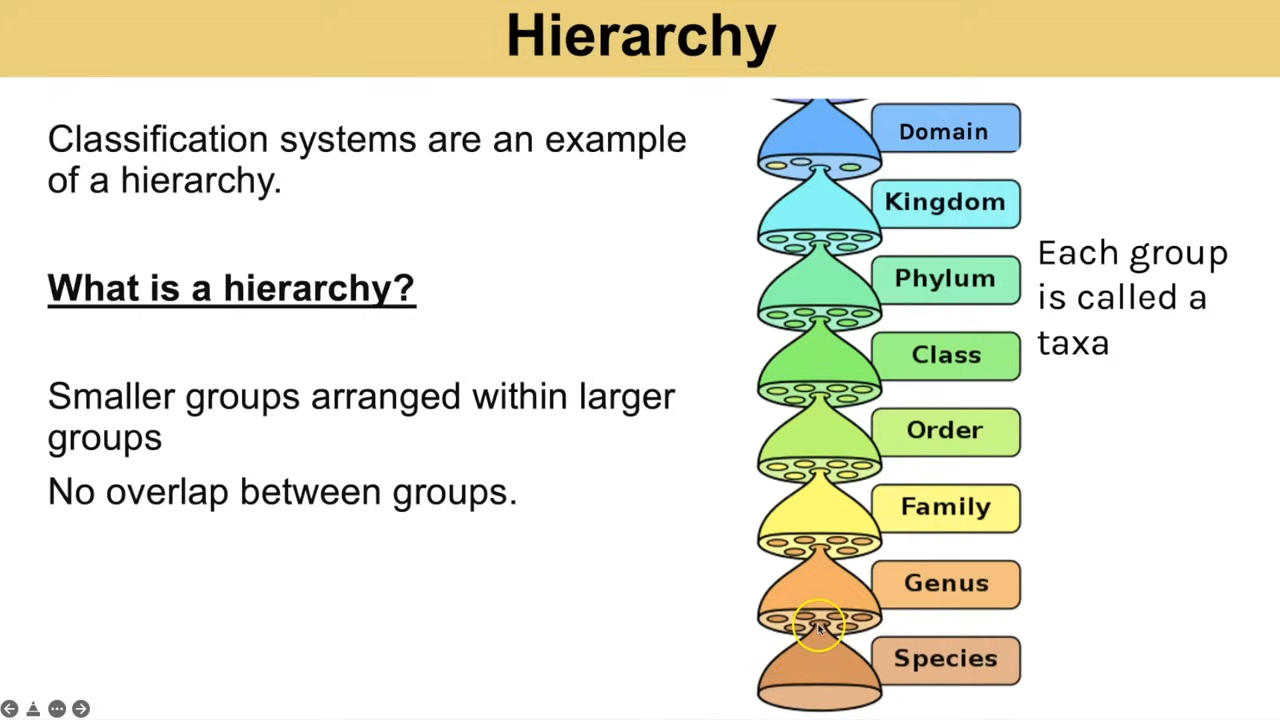 Hierarchy
Classification systems are an example
of a hierarchy.
What is a hierarchy?
Smaller groups arranged within larger
groups
No overlap between groups.
Domain
Kingdom
Phylum
Class
Order
Family
Genus
Species
Each group
is called a
taxa